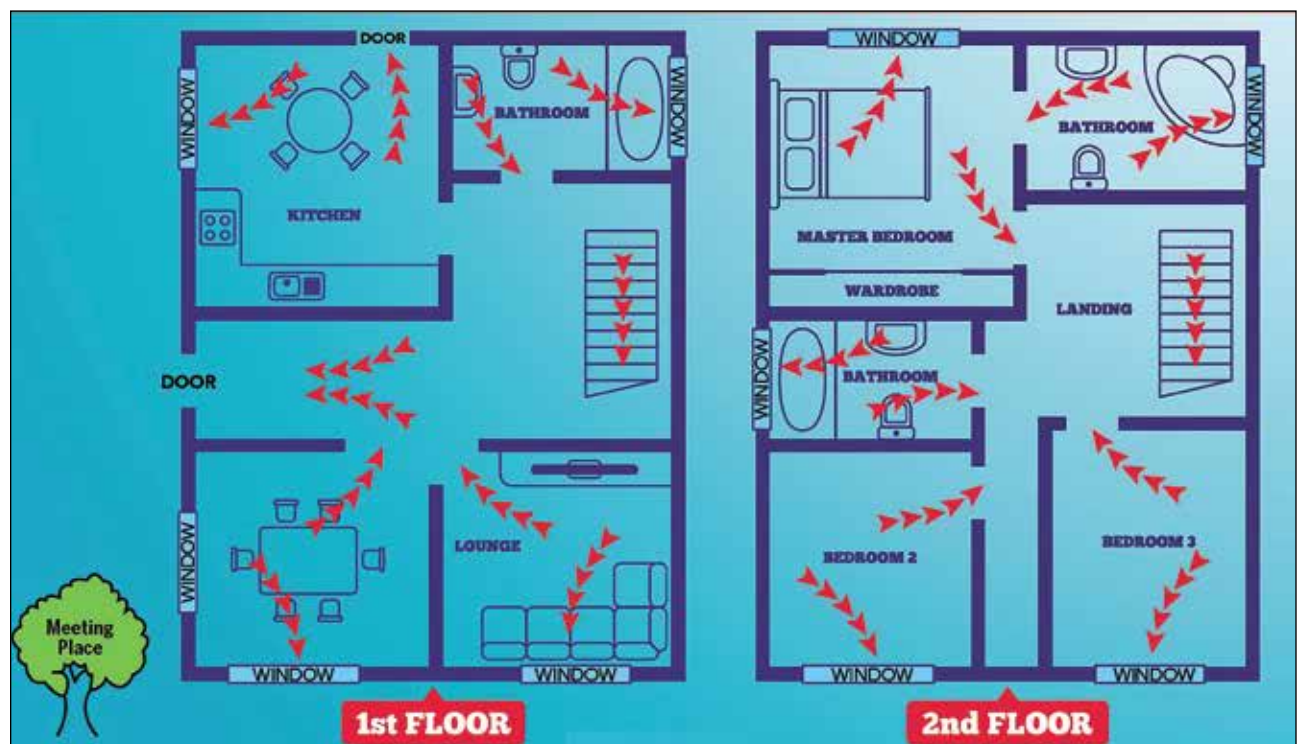 DOOR
WINDOW
WINDOW
BATHROOM
WINDOW
KITCHEN
DOOR
WINDOW
LOUNGE
WINDOW
WINDOW
Meeting
Place
1st FLOOR
WINDOW
BATHROOM
WINDOW
MASTER BEDROOM
WARDROBE
LANDING
WINDOW
BATHROOM
BEDROOM 2
BEDROOM 3
WINDOW
WINDOW
2nd FLOOR